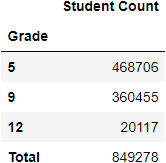 Student Count
Grade
5 468706
9 360455
12 20117
Total 849278